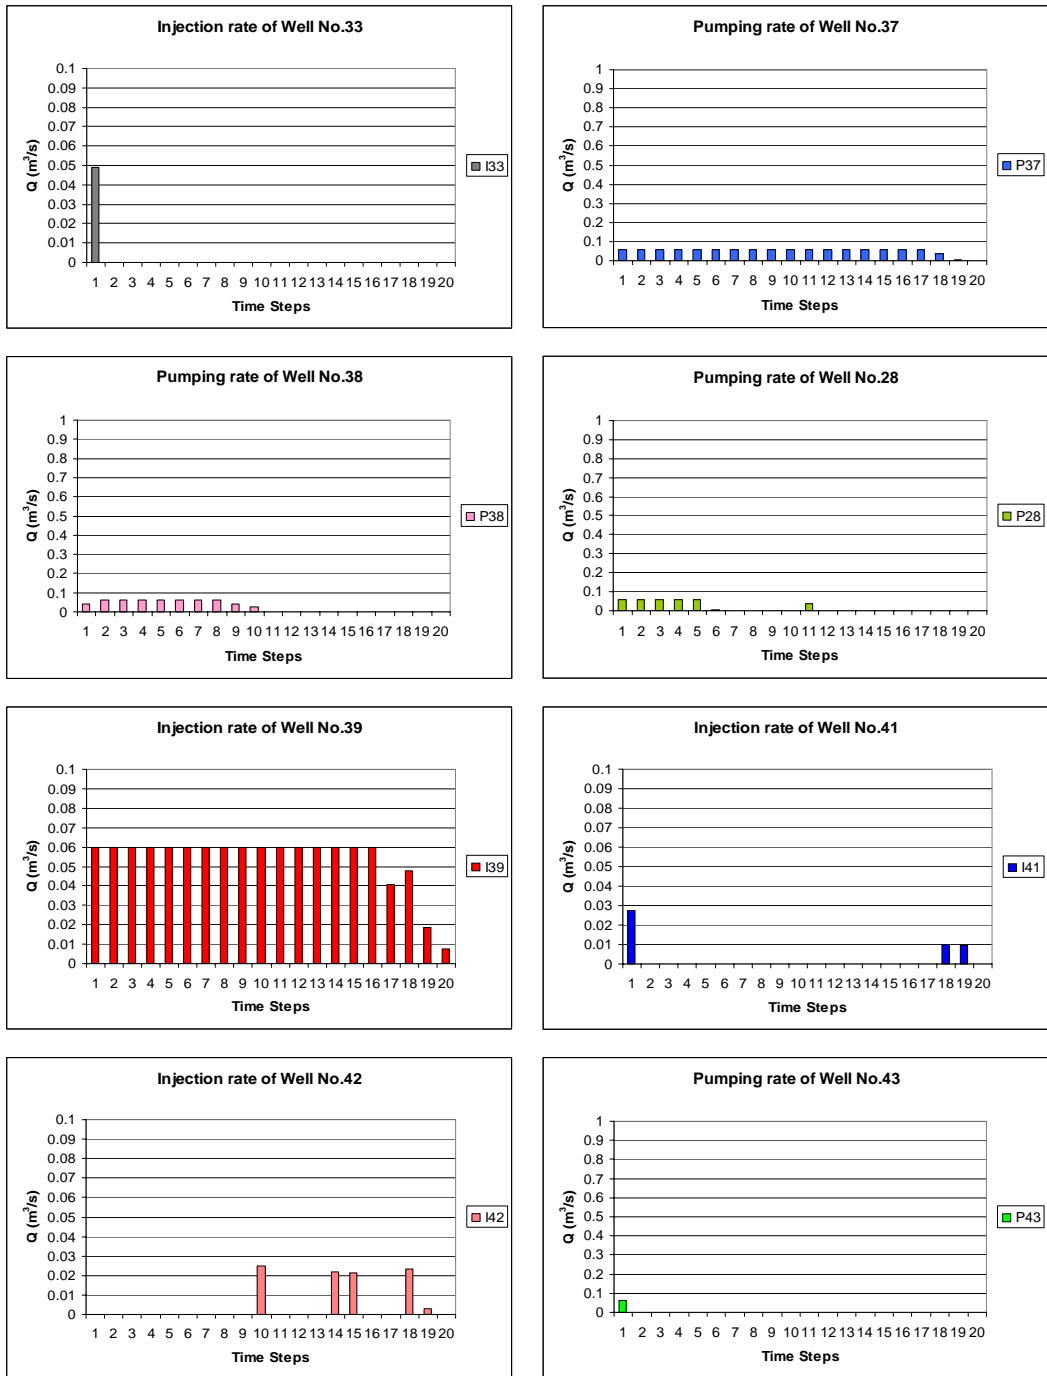 Injection rate of Well No.33
0.1
0.09
0.08
0.07
0.06
0.05
0.04
0.03
0.02
0.01
0
Q (m³/s)
1 2 3 4 5 6 7 8 9 10 11 12 13 14 15 16 17 18 19 20
Time Steps
I33
Pumping rate of Well No.37
1
0.9
0.8
0.7
0.6
0.5
0.4
0.3
0.2
0.1
0
Q (m³/s)
1 2 3 4 5 6 7 8 9 10 11 12 13 14 15 16 17 18 19 20
Time Steps
P37
Pumping rate of Well No.38
1
0.9
0.8
0.7
0.6
0.5
0.4
0.3
0.2
0.1
0
Q (m³/s)
1 2 3 4 5 6 7 8 9 10 11 12 13 14 15 16 17 18 19 20
Time Steps
P38
Pumping rate of Well No.28
1
0.9
0.8
0.7
0.6
0.5
0.4
0.3
0.2
0.1
0
Q (m³/s)
1 2 3 4 5 6 7 8 9 10 11 12 13 14 15 16 17 18 19 20
Time Steps
P28
Injection rate of Well No.39
0.1
0.09
0.08
0.07
0.06
0.05
0.04
0.03
0.02
0.01
0
Q (m³/s)
1 2 3 4 5 6 7 8 9 10 11 12 13 14 15 16 17 18 19 20
Time Steps
I39
Injection rate of Well No.41
0.1
0.09
0.08
0.07
0.06
0.05
0.04
0.03
0.02
0.01
0
Q (m³/s)
1 2 3 4 5 6 7 8 9 10 11 12 13 14 15 16 17 18 19 20
Time Steps
I41
Injection rate of Well No.42
0.1
0.09
0.08
0.07
0.06
0.05
0.04
0.03
0.02
0.01
0
Q (m³/s)
1 2 3 4 5 6 7 8 9 10 11 12 13 14 15 16 17 18 19 20
Time Steps
I42
Pumping rate of Well No.43
1
0.9
0.8
0.7
0.6
0.5
0.4
0.3
0.2
0.1
0
Q (m³/s)
1 2 3 4 5 6 7 8 9 10 11 12 13 14 15 16 17 18 19 20
Time Steps
P43